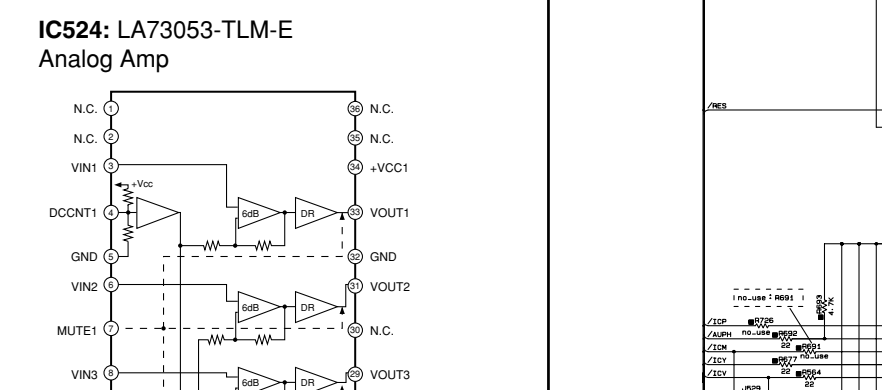 IC524: LA73053-TLM-E
Analog Amp
N.C. 1
36 N.C.
N.C. 2
35 N.C.
VIN1 3
34 +VCC1
+Vcc
DCCNT1 4
6dB
DR
33 VOUT1
GND 5
32 GND
VIN2 6
31 VOUT2
6dB
DR
MUTE1 7
30 N.C.
VIN3 8
29 VOUT3
6dB
DR
/RES
no_use : R691
R693
4.7K
/ICP
R726
no_use
/AUPH
R692
22
/ICM
R691
no_use
/ICY
R677
22
/ICV
R564
22
J529